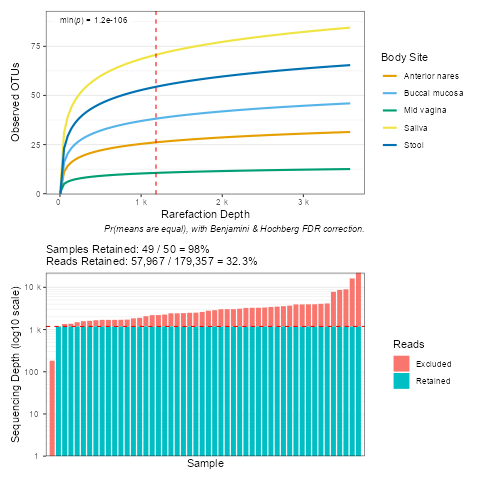 min(p) = 1.2e-106
75
50
25
0
Observed OTUs
0
1 k
2 k
3 k
Rarefaction Depth
Pr(means are equal), with Benjamini & Hochberg FDR correction.
Body Site
Anterior nares
Buccal mucosa
Mid vagina
Saliva
Stool
Samples Retained: 49 / 50 = 98%
Reads Retained: 57,967 / 179,357 = 32.3%
10 k
1 k
100
10
1
Sequencing Depth (log10 scale)
Sample
Reads
Excluded
Retained